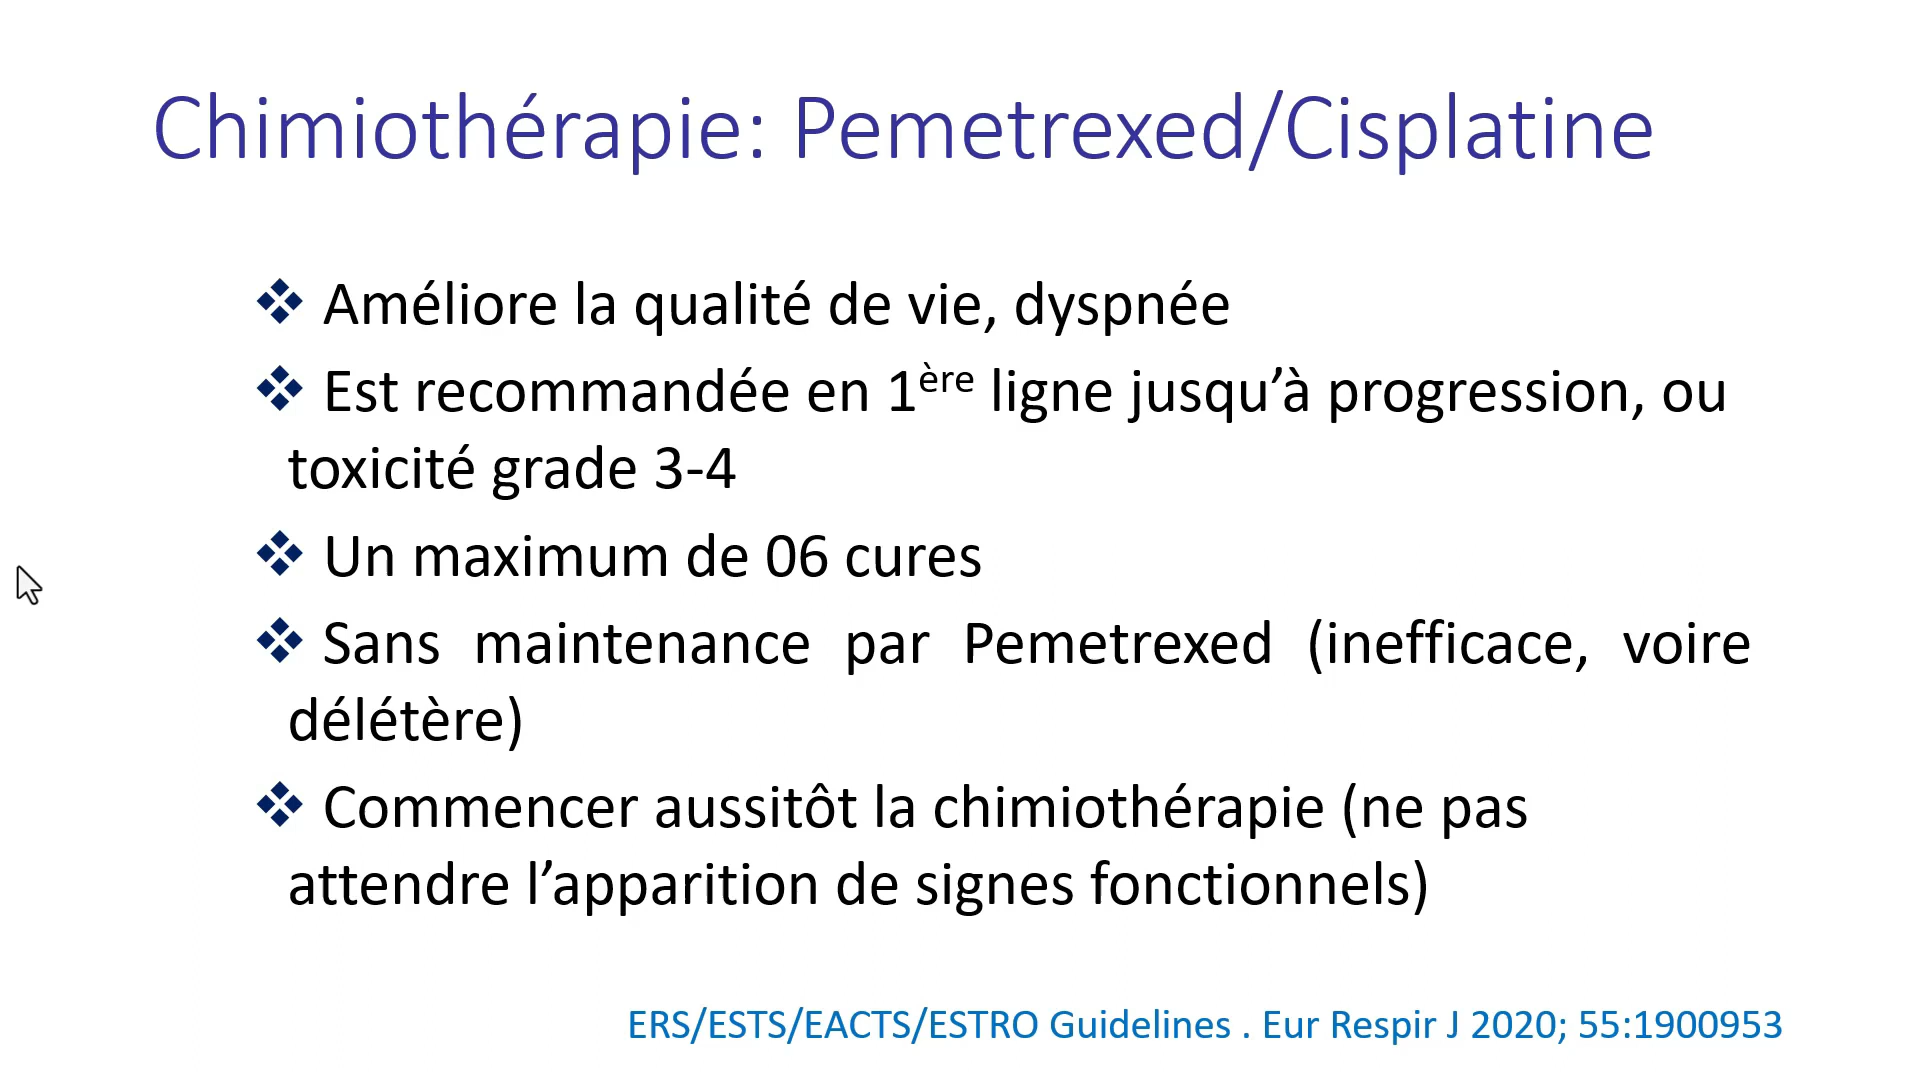 Chimiothérapie: Pemetrexed/Cisplatine
❖ Améliore la qualité de vie, dyspnée
❖ Est recommandée en 1ère ligne jusqu’à progression, ou
toxicité grade 3-4
❖ Un maximum de 06 cures
❖ Sans maintenance par Pemetrexed (inefficace, voire
délétère)
❖ Commencer aussitôt la chimiothérapie (ne pas
attendre l’apparition de signes fonctionnels)
ERS/ESTS/EACTS/ESTRO Guidelines . Eur Respir J 2020; 55:1900953